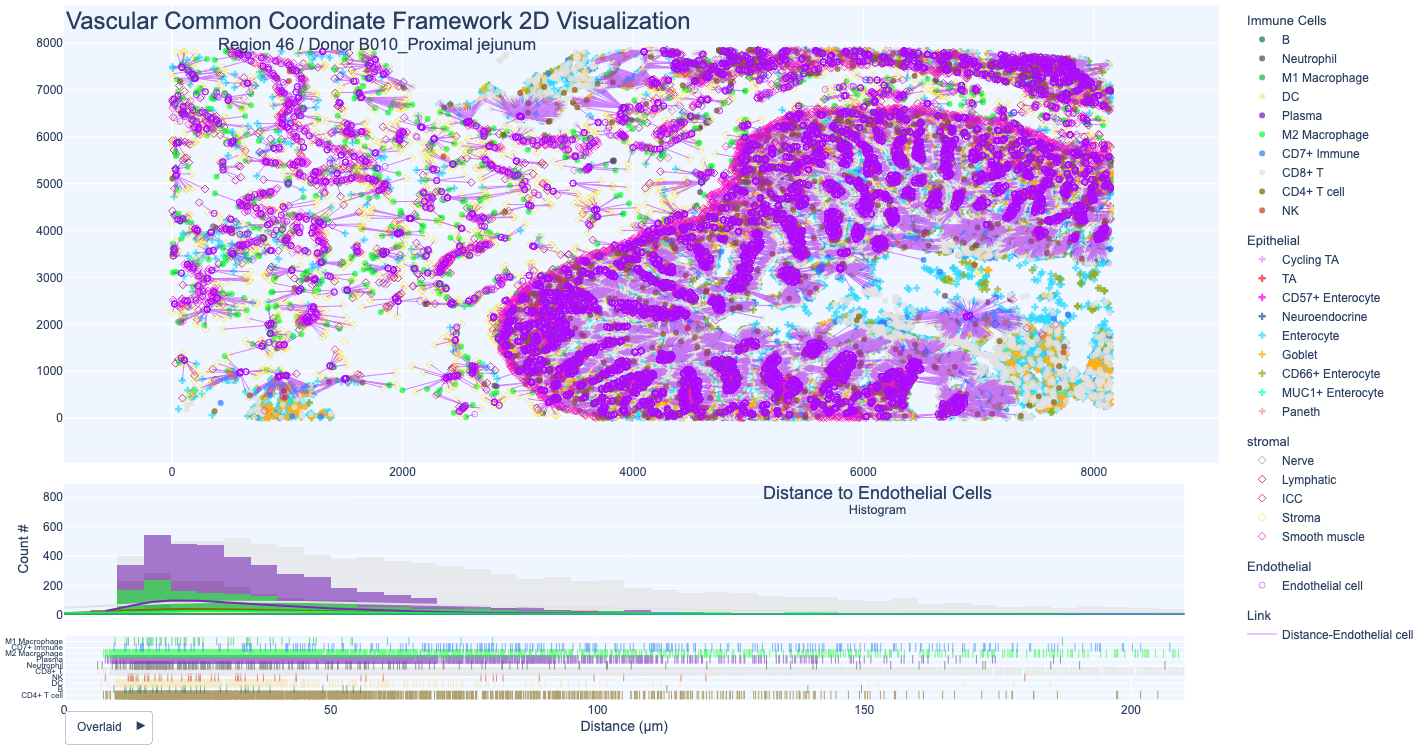 Vascular Common Coordinate Framework 2D Visualization
Region 46 / Donor B010_Proximal jejunum
8000
7000
6000
5000
4000
3000
2000
1000
0
0 2000 4000 6000 8000
Immune Cells
B
Neutrophil
M1 Macrophage
DC
Plasma
M2 Macrophage
CD7+ Immune
CD8+ T
CD4+ T cell
NK
Epithelial
Cycling TA
TA
CD57+ Enterocyte
Neuroendocrine
Enterocyte
Goblet
CD66+ Enterocyte
MUC1+ Enterocyte
Paneth
stromal
Nerve
Lymphatic
ICC
Stroma
Smooth muscle
Endothelial
Endothelial cell
Link
Distance-Endothelial cell
Distance to Endothelial Cells
Histogram
Count #
800
600
400
200
0
M1 Macrophage
CD7+ Immune
M2 Macrophage
Plasma
Neutrophil
CD8+ T
NK
DC
B
CD4+ T cell
0 50 100 150 200
Distance (μm)
Overlaid ►